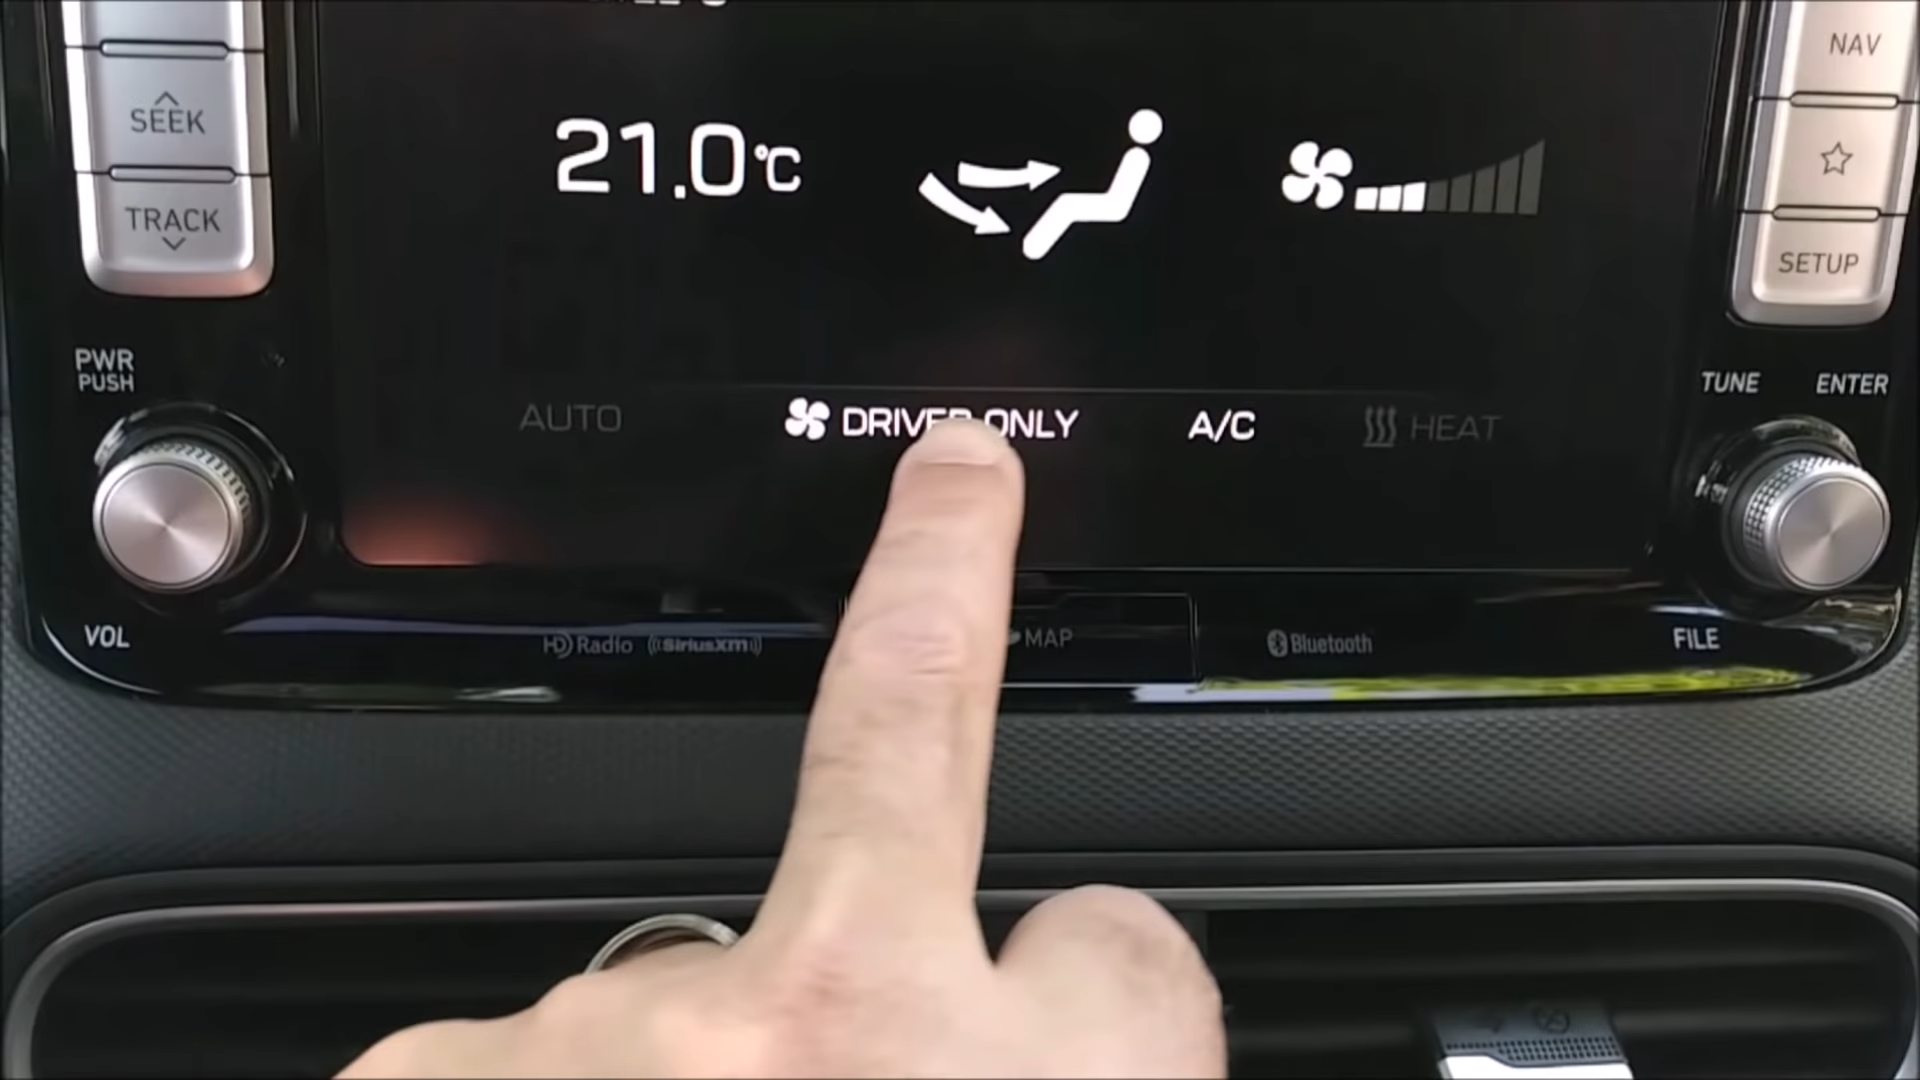 SEEK
TRACK
21.0°C
NAV
SETUP
PWR
PUSH
TUNE
ENTER
AUTO
DRIVER ONLY
A/C
HEAT
VOL
HD Radio
((SiriusXM))
MAP
Bluetooth
FILE